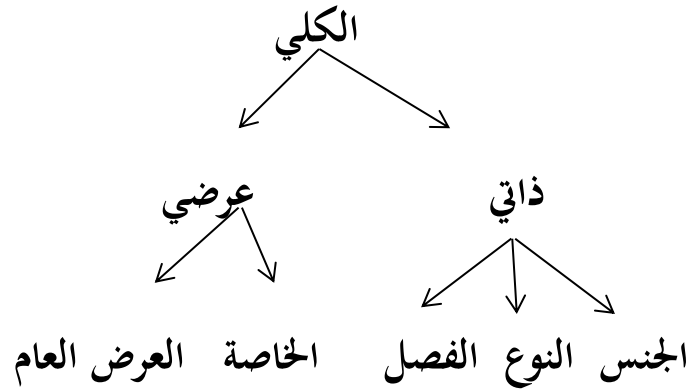 الكلي
ذاتي عرضي
الجنس النوع الفصل الخاصة العرض العام